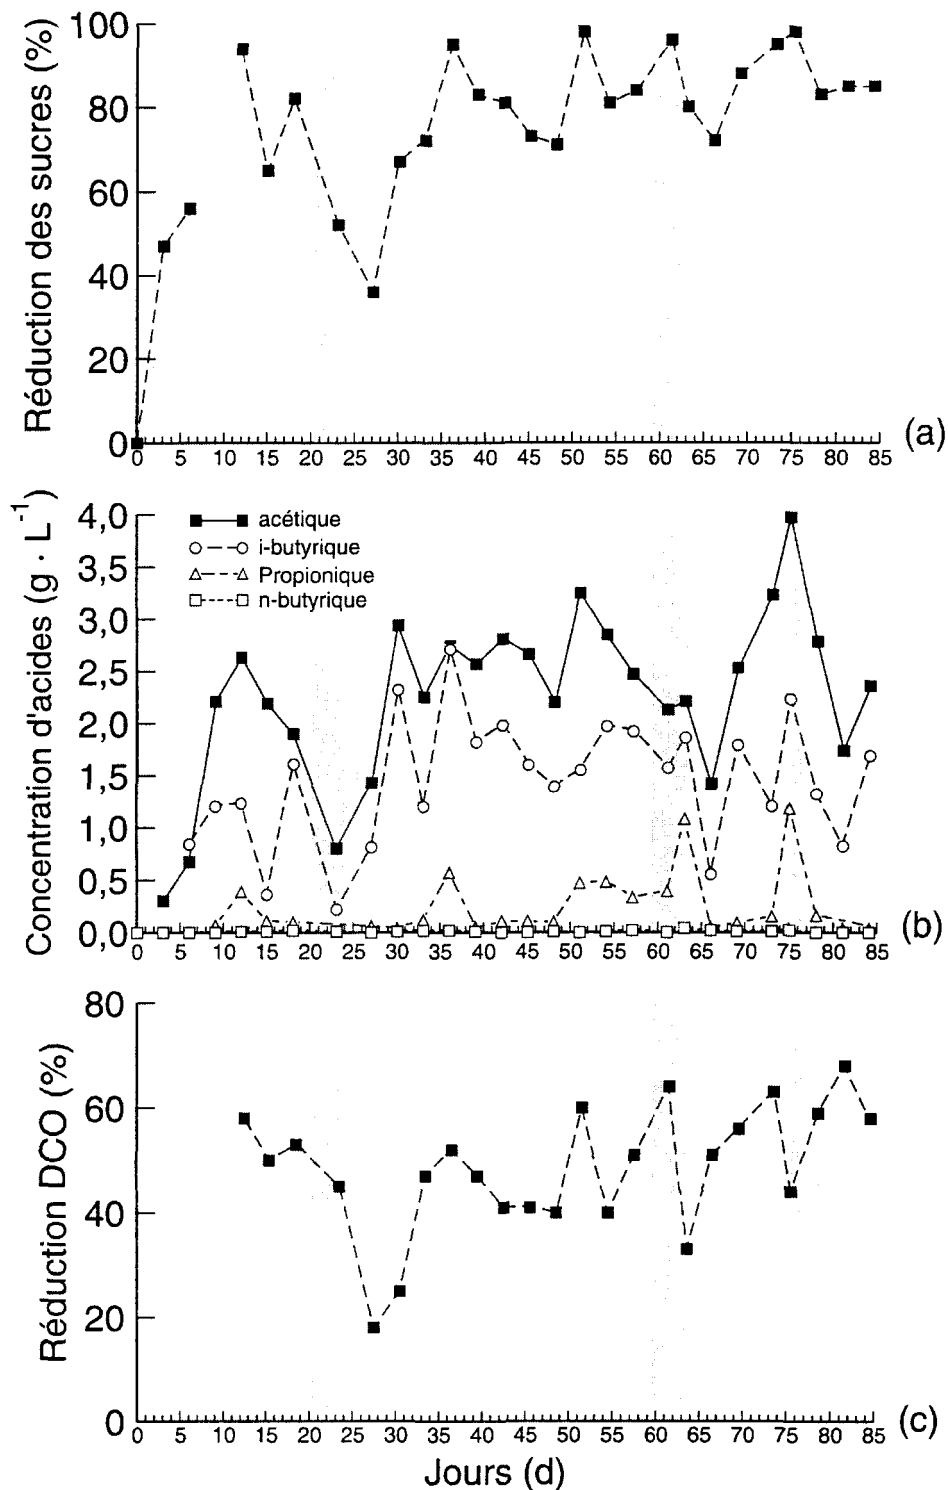 Réduction des sucres (%)
100
80
60
40
20
0
0 5 10 15 20 25 30 35 40 45 50 55 60 65 70 75 80 85
(a)
Concentration d'acides (g · L⁻¹)
4,0
3,5
3,0
2,5
2,0
1,5
1,0
0,5
0,0
acétique
i-butyrique
Propionique
n-butyrique
0 5 10 15 20 25 30 35 40 45 50 55 60 65 70 75 80 85
(b)
Réduction DCO (%)
80
60
40
20
0
0 5 10 15 20 25 30 35 40 45 50 55 60 65 70 75 80 85
(c)
Jours (d)